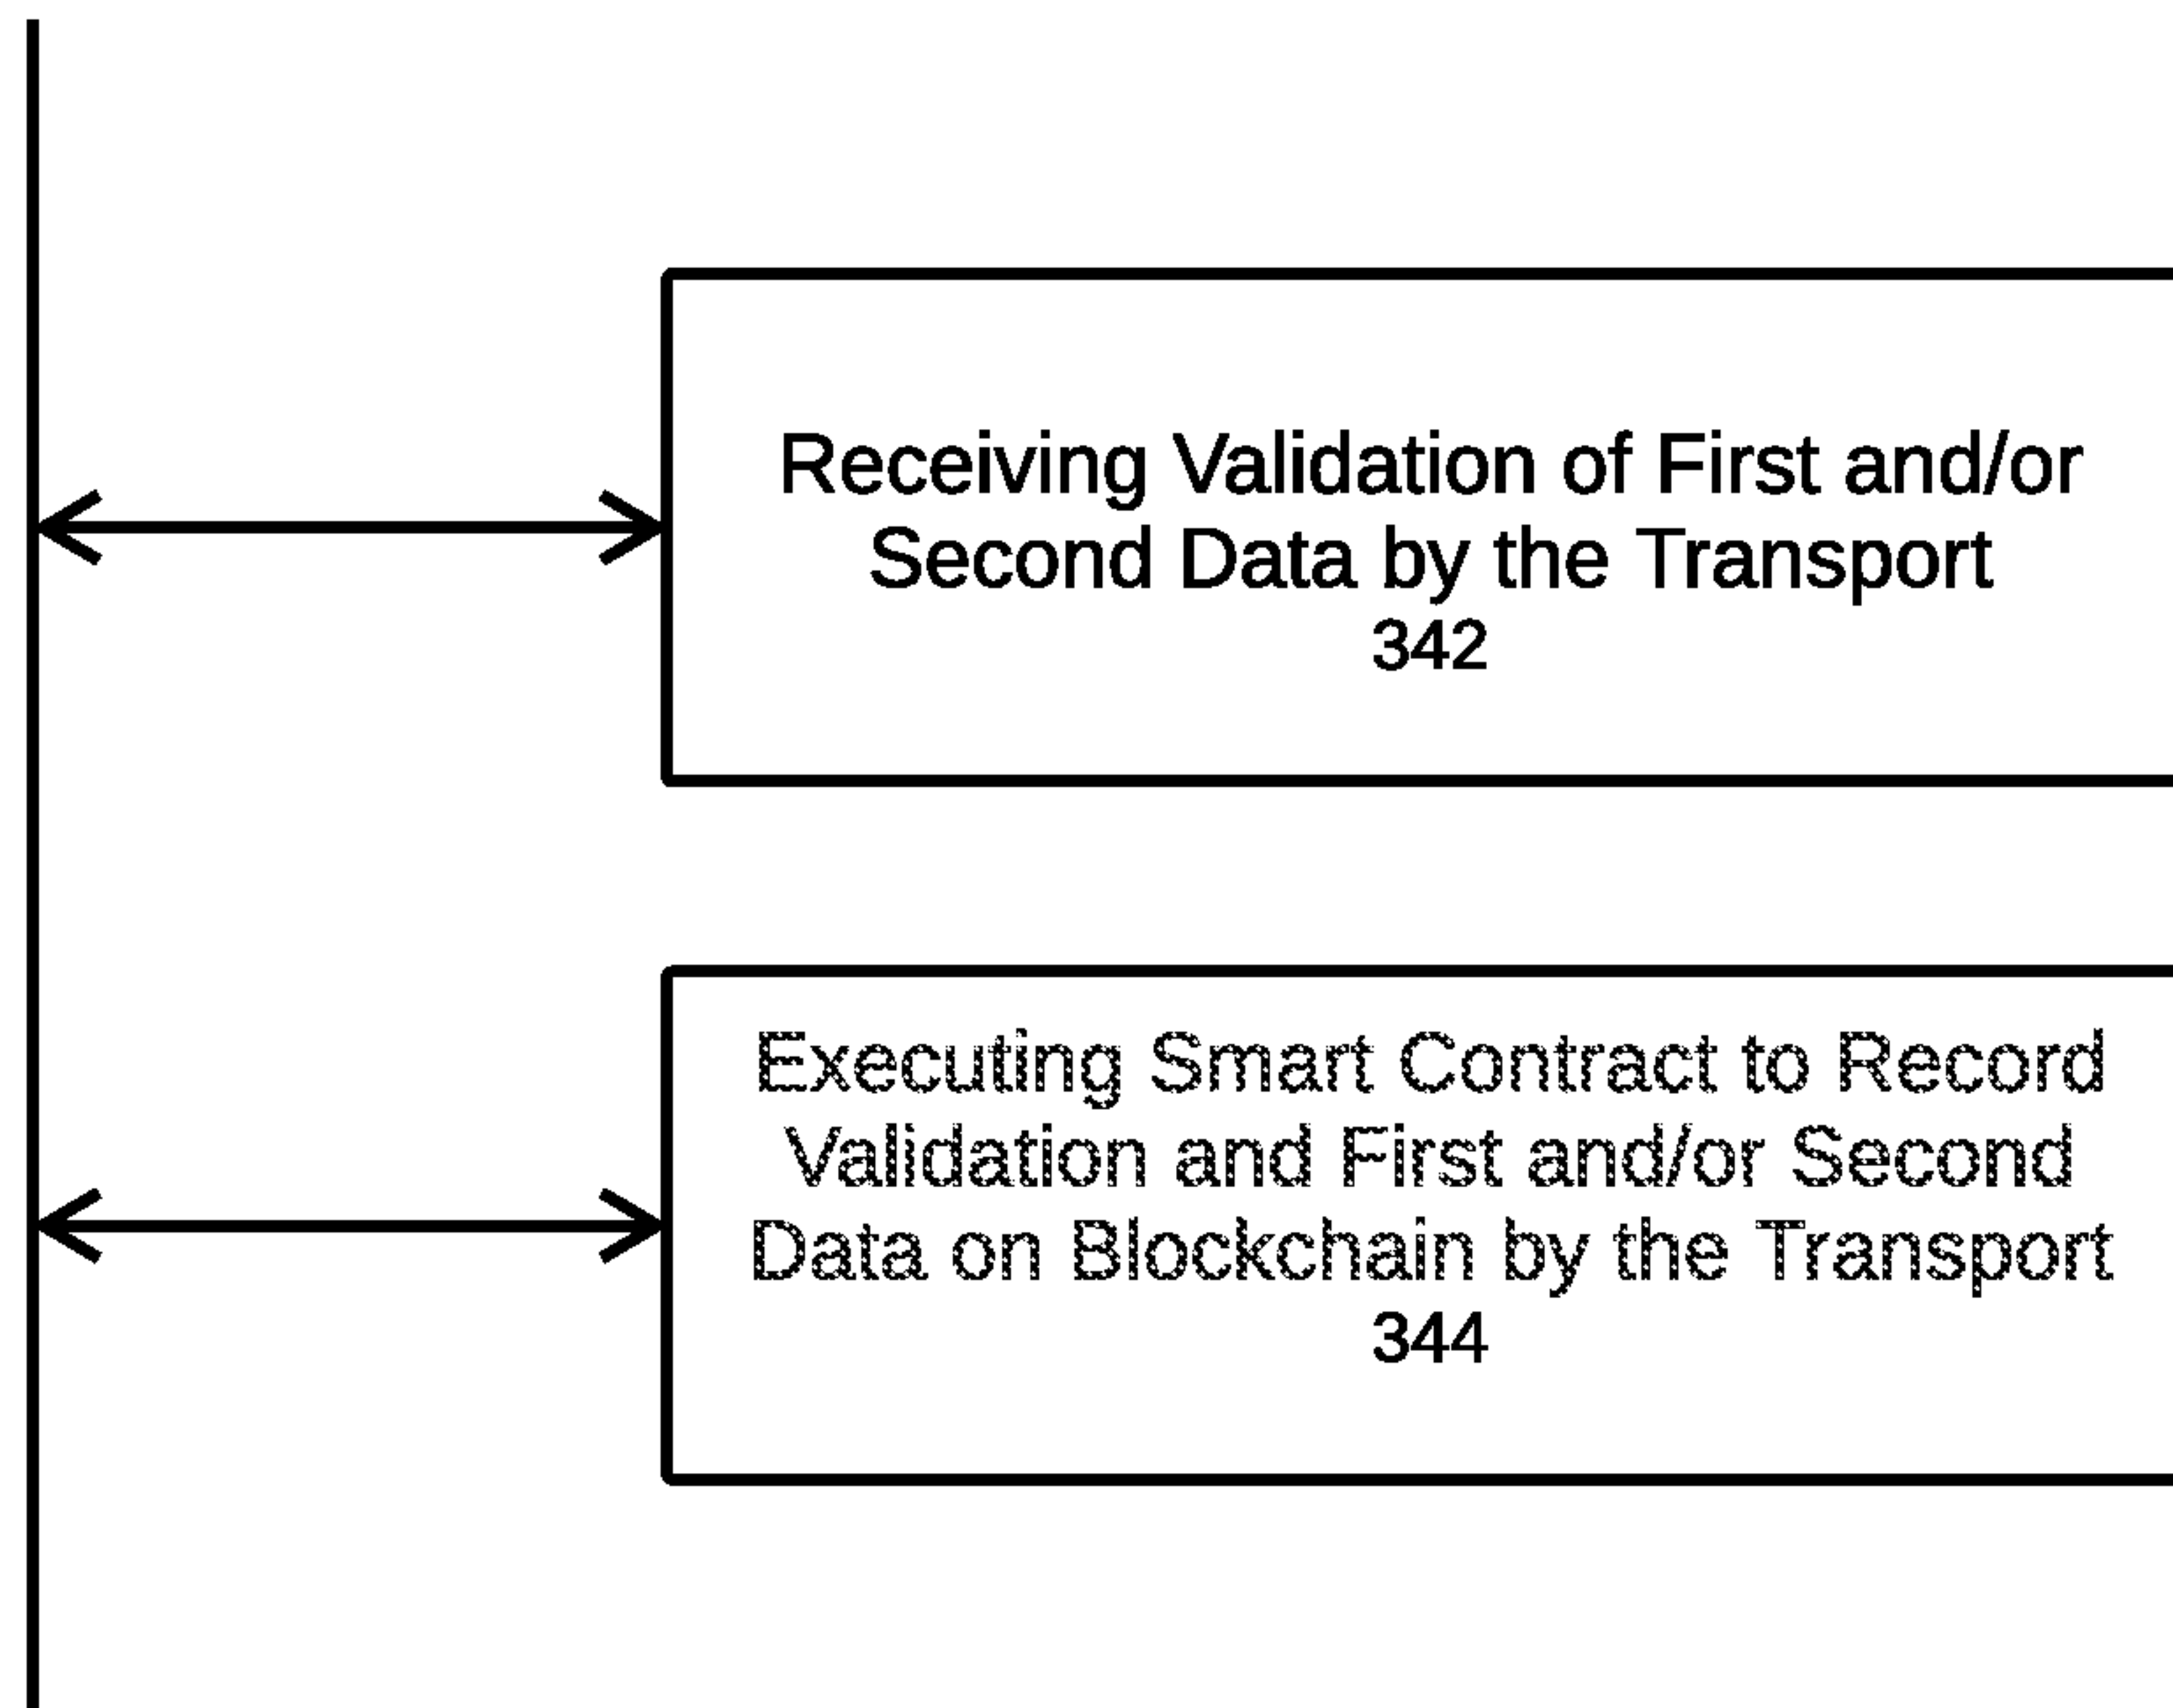 Receiving Validation of First and/or
Second Data by the Transport
342
Executing Smart Contract to Record
Validation and First and/or Second
Data on Blockchain by the Transport
344